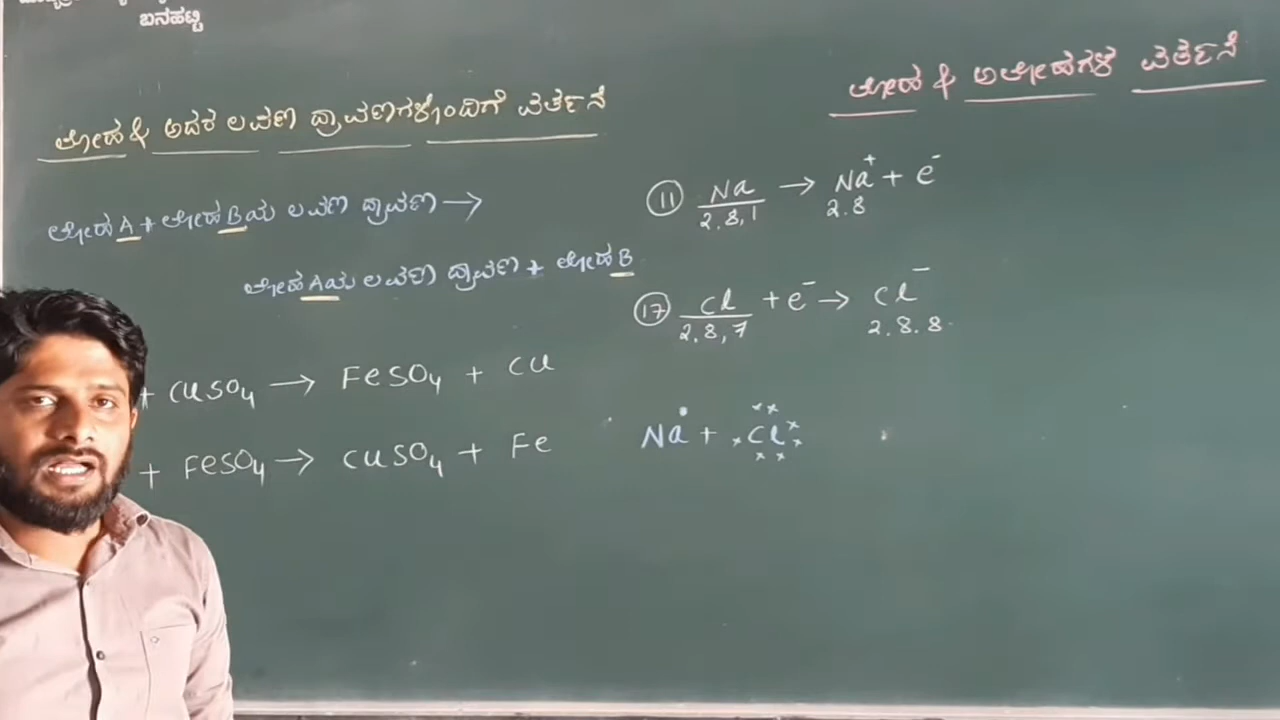 ಬನಹಟ್ಟಿ
ಲೋಹ & ಅದರ ಲವಣ ದ್ರಾವಣಗಳೊಂದಿಗೆ ವರ್ತನೆ
ಲೋಹ A + ಲೋಹ Bಯ ಲವಣ ದ್ರಾವಣ →
ಲೋಹ Aಯ ಲವಣ ದ್ರಾವಣ + ಲೋಹ B
+ CuSO₄ → FeSO₄ + Cu
+ FeSO₄ → CuSO₄ + Fe
ಲೋಹ & ಅಲೋಹಗಳ ವರ್ತನೆ
11 Na → Na⁺ + e⁻
2,8,1 2.8
17 Cl + e⁻ → Cl⁻
2,8,7 2.8.8
Na + Cl